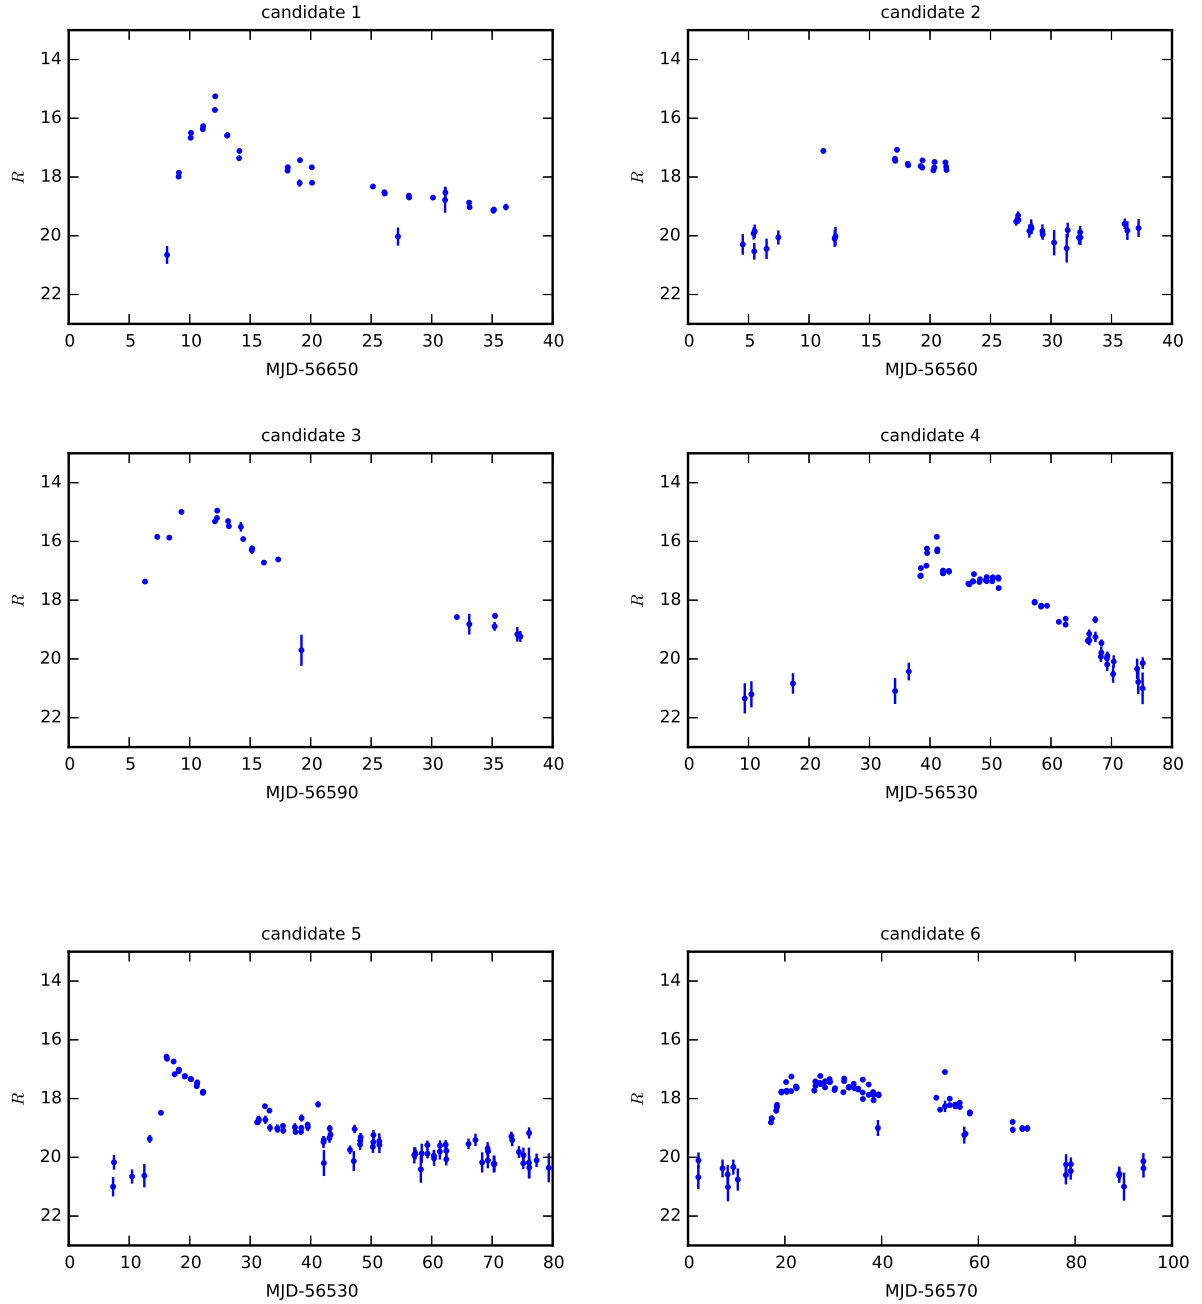 candidate 1
14
16
18
20
22
R
0 5 10 15 20 25 30 35 40
MJD-56650
candidate 2
14
16
18
20
22
R
0 5 10 15 20 25 30 35 40
MJD-56560
candidate 3
14
16
18
20
22
R
0 5 10 15 20 25 30 35 40
MJD-56590
candidate 4
14
16
18
20
22
R
0 10 20 30 40 50 60 70 80
MJD-56530
candidate 5
14
16
18
20
22
R
0 10 20 30 40 50 60 70 80
MJD-56530
candidate 6
14
16
18
20
22
R
0 20 40 60 80 100
MJD-56570